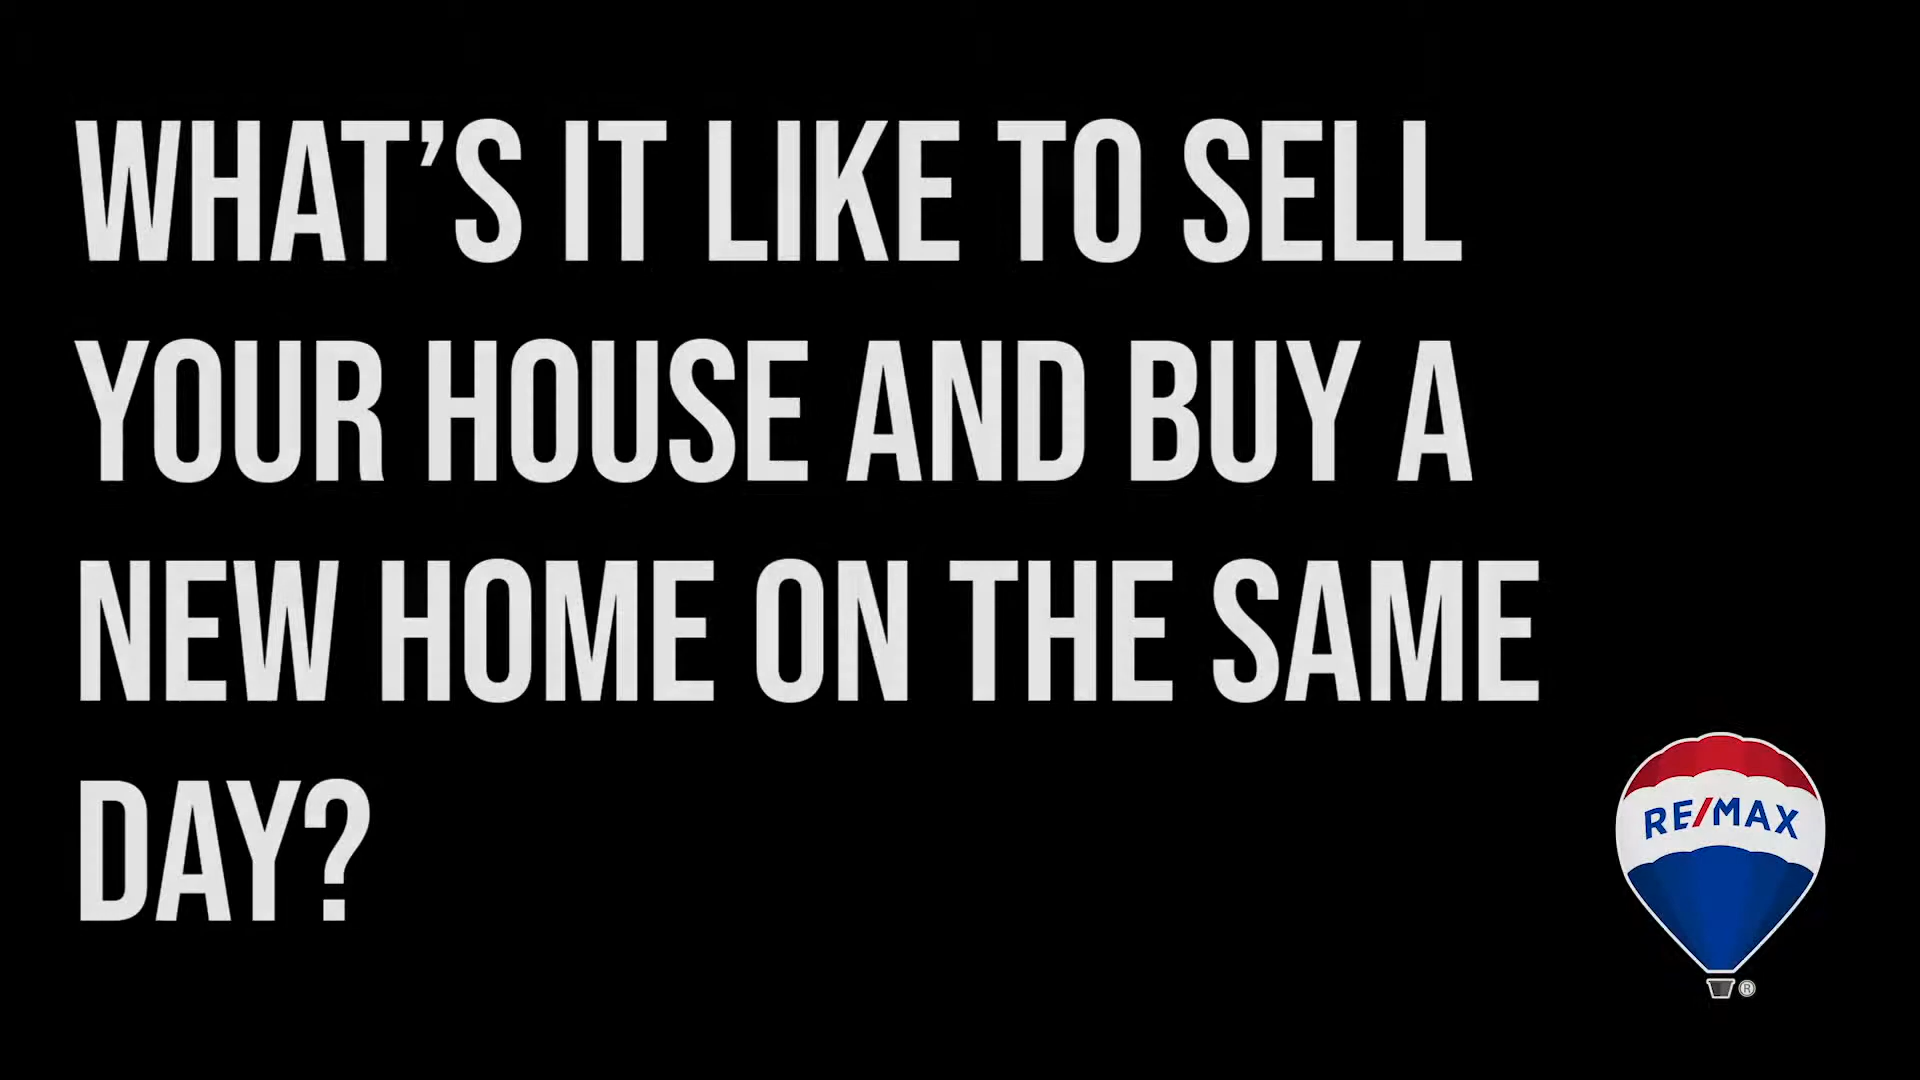 WHAT’S IT LIKE TO SELL
YOUR HOUSE AND BUY A
NEW HOME ON THE SAME
DAY?
RE/MAX
®